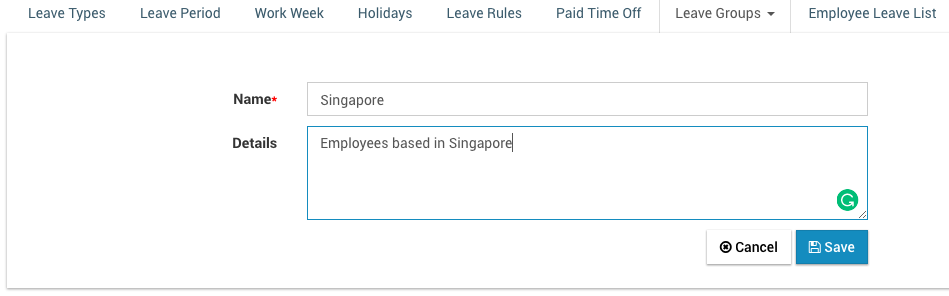 Leave Types Leave Period Work Week Holidays Leave Rules Paid Time Off Leave Groups Employee Leave List
Name* Singapore
Details Employees based in Singapore
Cancel Save